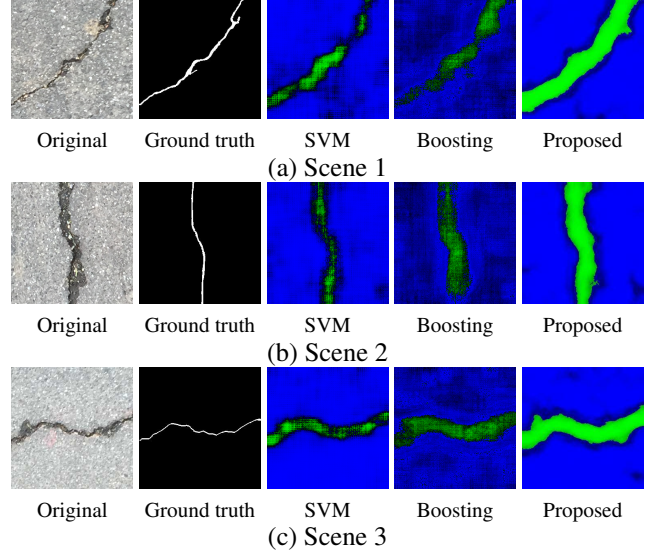 Original Ground truth SVM Boosting Proposed
(a) Scene 1
Original Ground truth SVM Boosting Proposed
(b) Scene 2
Original Ground truth SVM Boosting Proposed
(c) Scene 3